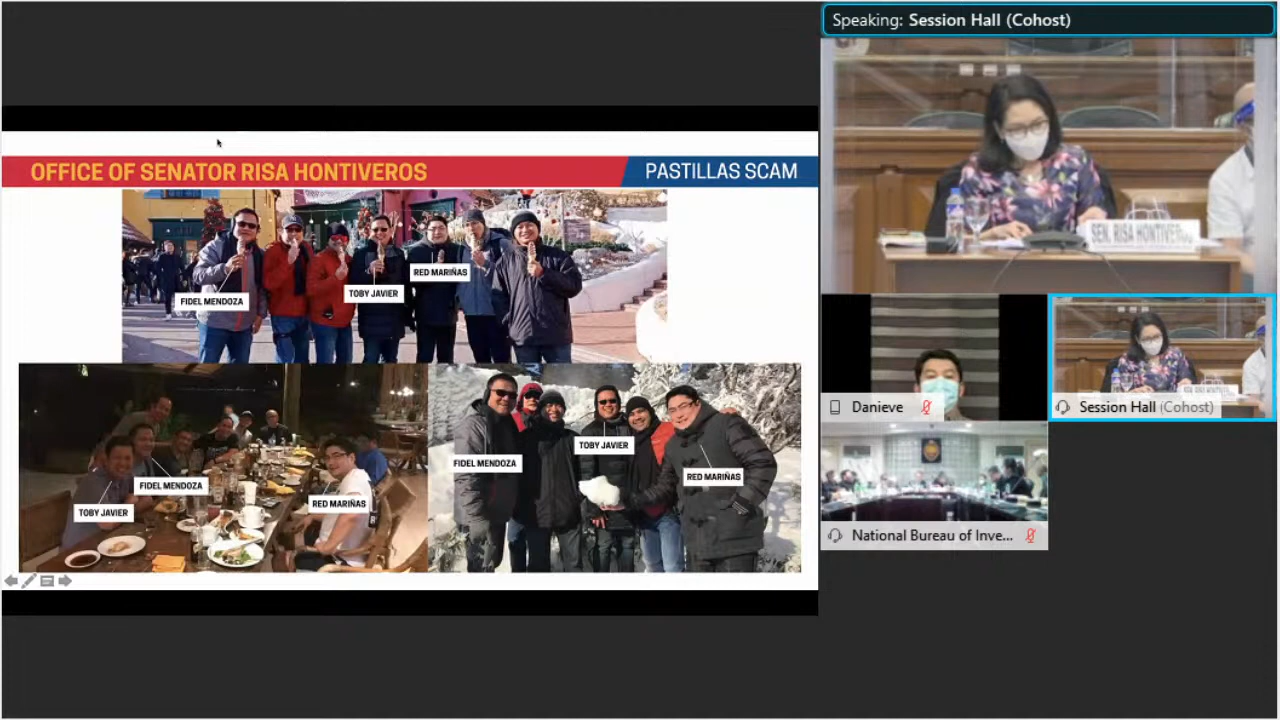 Speaking: Session Hall (Cohost)
OFFICE OF SENATOR RISA HONTIVEROS
PASTILLAS SCAM
RED MARIÑAS
TOBY JAVIER
FIDEL MENDOZA
FIDEL MENDOZA
TOBY JAVIER
RED MARIÑAS
TOBY JAVIER
FIDEL MENDOZA
RED MARIÑAS
SEN. RISA HONTIVEROS
Danieve
Session Hall (Cohost)
National Bureau of Inve...